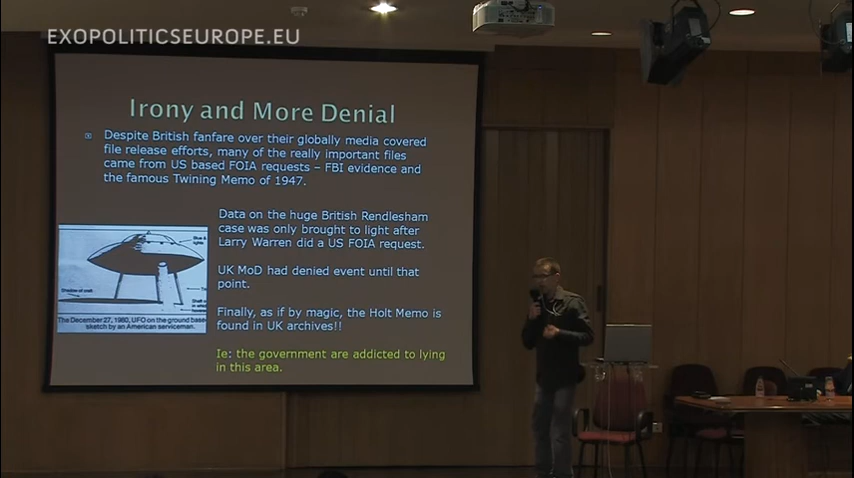 EXOPOLITICSEUROPE.EU
Irony and More Denial
Despite British fanfare over their globally media covered
file release efforts, many of the really important files
came from US based FOIA requests – FBI evidence and
the famous Twining Memo of 1947.
Data on the huge British Rendlesham
case was only brought to light after
Larry Warren did a US FOIA request.
UK MoD had denied event until that
point.
Finally, as if by magic, the Holt Memo is
found in UK archives!!
Shadow of craft
The December 27, 1980, UFO on the ground base
sketch by an American serviceman.
Ie: the government are addicted to lying
in this area.